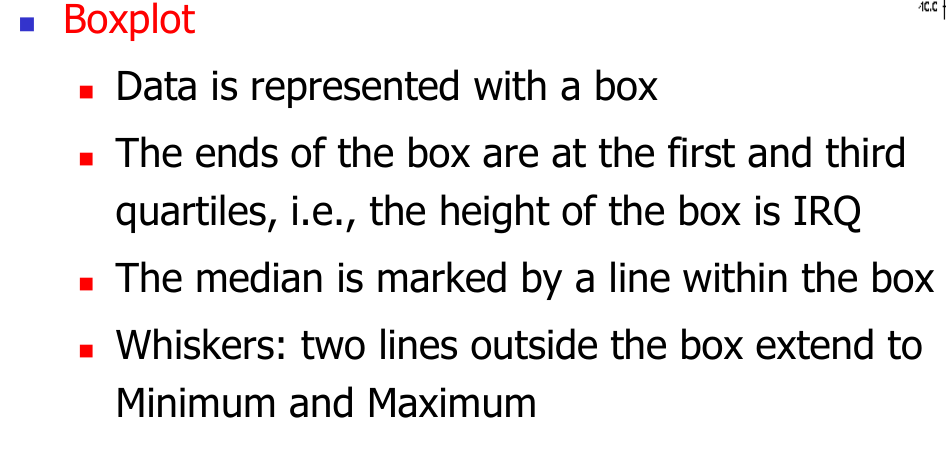 Boxplot
Data is represented with a box
The ends of the box are at the first and third
quartiles, i.e., the height of the box is IRQ
The median is marked by a line within the box
Whiskers: two lines outside the box extend to
Minimum and Maximum